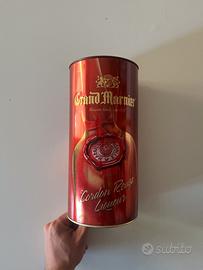 Grand Marnier
Cordon Rouge
Liqueur
subito